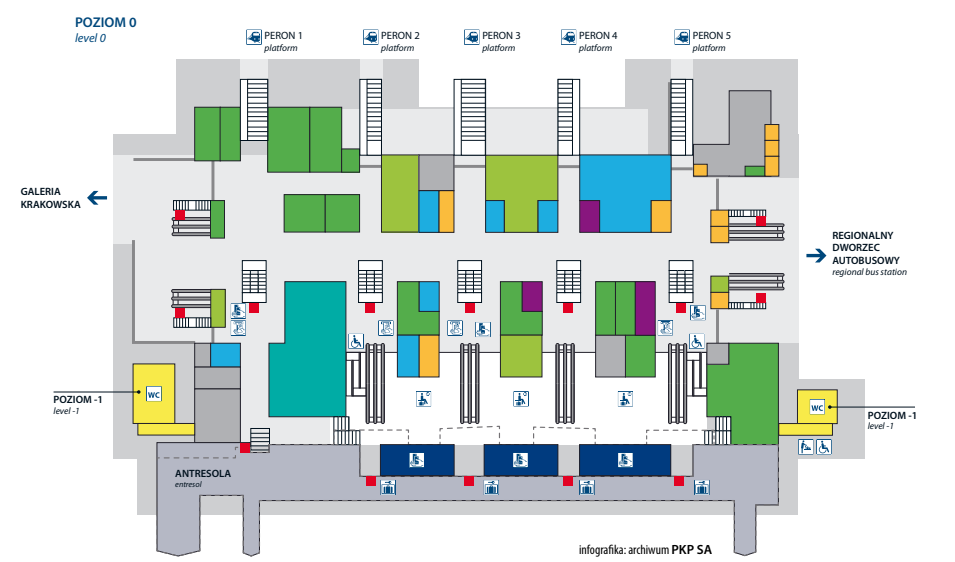 POZIOM 0
level 0
PERON 1
platform
PERON 2
platform
PERON 3
platform
PERON 4
platform
PERON 5
platform
GALERIA
KRAKOWSKA
REGIONALNY
DWORZEC
AUTOBUSOWY
regional bus station
WC
POZIOM -1
level -1
WC
POZIOM -1
level -1
ANTRESOLA
entresol
infografika: archiwum PKP SA